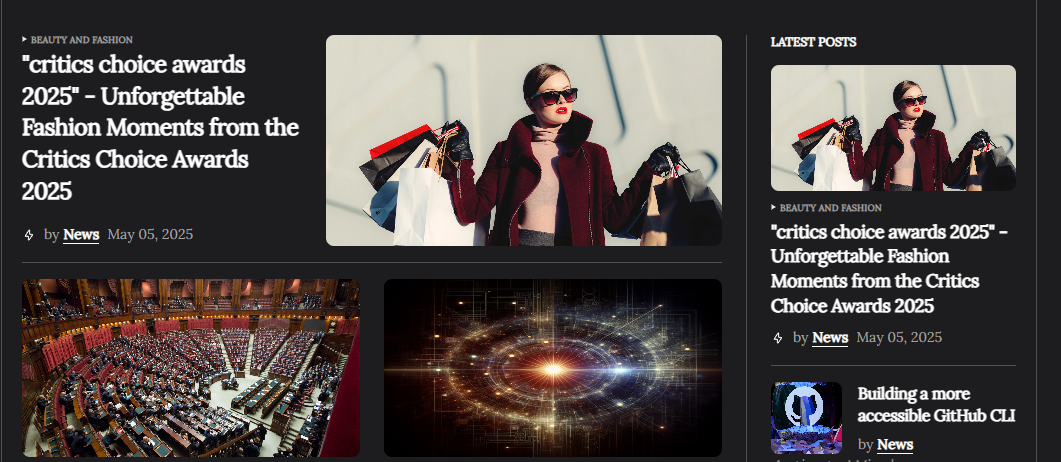 BEAUTY AND FASHION
"critics choice awards
2025" - Unforgettable
Fashion Moments from the
Critics Choice Awards
2025
by News May 05, 2025
LATEST POSTS
BEAUTY AND FASHION
"critics choice awards 2025" -
Unforgettable Fashion
Moments from the Critics
Choice Awards 2025
by News May 05, 2025
Building a more
accessible GitHub CLI
by News